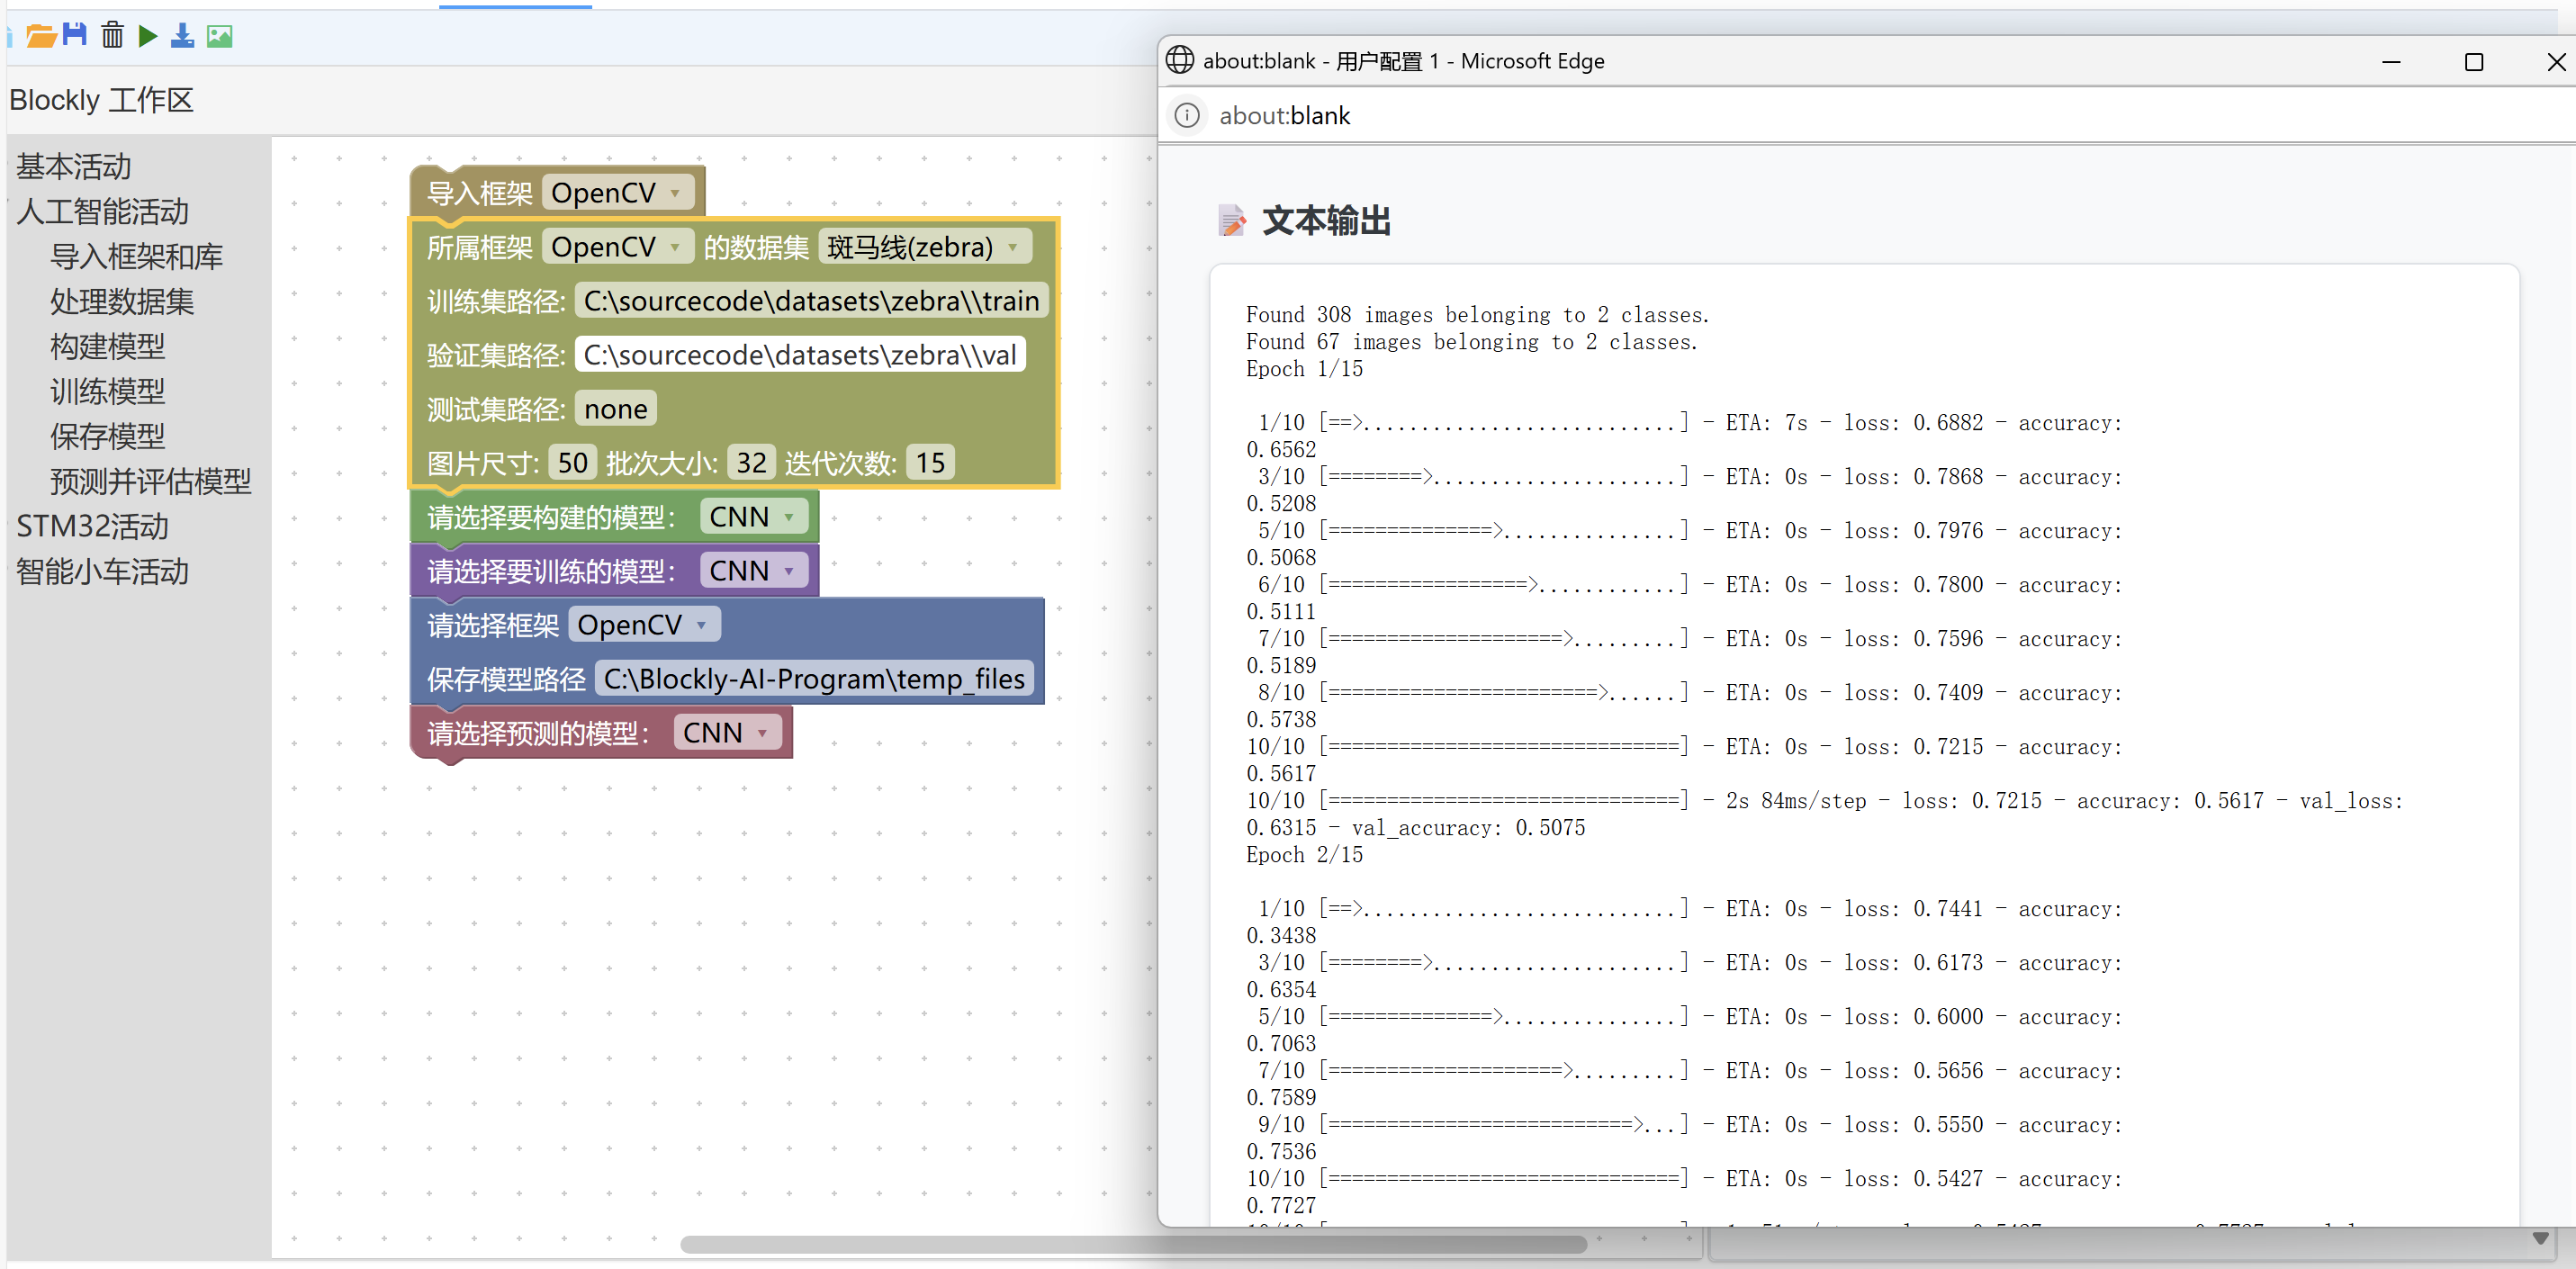 Blockly 工作区
基本活动
人工智能活动
导入框架和库
处理数据集
构建模型
训练模型
保存模型
预测并评估模型
STM32活动
智能小车活动
导入框架 OpenCV
所属框架 OpenCV 的数据集 斑马线(zebra)
训练集路径: C:\sourcecode\datasets\zebra\\train
验证集路径: C:\sourcecode\datasets\zebra\\val
测试集路径: none
图片尺寸: 50 批次大小: 32 迭代次数: 15
请选择要构建的模型： CNN
请选择要训练的模型： CNN
请选择框架 OpenCV
保存模型路径 C:\Blockly-AI-Program\temp_files
请选择预测的模型： CNN
about:blank - 用户配置 1 - Microsoft Edge
about:blank
文本输出
Found 308 images belonging to 2 classes.
Found 67 images belonging to 2 classes.
Epoch 1/15
1/10 [==>...........................] - ETA: 7s - loss: 0.6882 - accuracy:
0.6562
3/10 [========>.....................] - ETA: 0s - loss: 0.7868 - accuracy:
0.5208
5/10 [==============>...............] - ETA: 0s - loss: 0.7976 - accuracy:
0.5068
6/10 [=================>............] - ETA: 0s - loss: 0.7800 - accuracy:
0.5111
7/10 [====================>.........] - ETA: 0s - loss: 0.7596 - accuracy:
0.5189
8/10 [=======================>......] - ETA: 0s - loss: 0.7409 - accuracy:
0.5738
10/10 [==============================] - ETA: 0s - loss: 0.7215 - accuracy:
0.5617
10/10 [==============================] - 2s 84ms/step - loss: 0.7215 - accuracy: 0.5617 - val_loss:
0.6315 - val_accuracy: 0.5075
Epoch 2/15
1/10 [==>...........................] - ETA: 0s - loss: 0.7441 - accuracy:
0.3438
3/10 [========>.....................] - ETA: 0s - loss: 0.6173 - accuracy:
0.6354
5/10 [==============>...............] - ETA: 0s - loss: 0.6000 - accuracy:
0.7063
7/10 [====================>.........] - ETA: 0s - loss: 0.5656 - accuracy:
0.7589
9/10 [==========================>...] - ETA: 0s - loss: 0.5550 - accuracy:
0.7536
10/10 [==============================] - ETA: 0s - loss: 0.5427 - accuracy:
0.7727